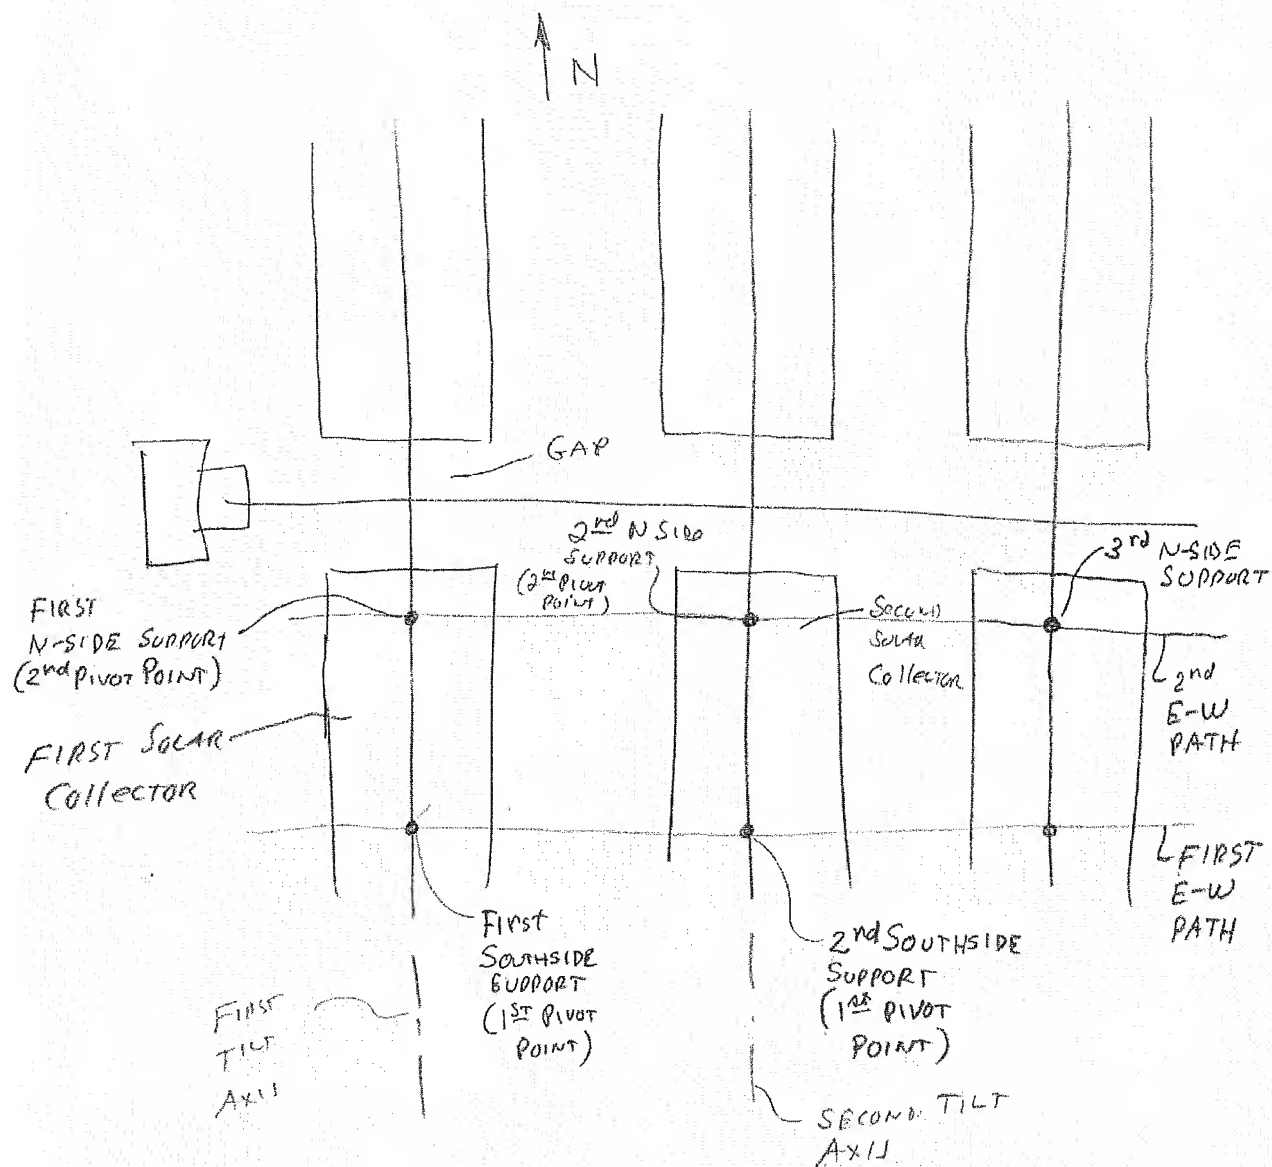 N
GAP
2nd N SIDE
SUPPORT
(2nd PIVOT
POINT)
3rd N-SIDE
SUPPORT
FIRST
N-SIDE SUPPORT
(2nd PIVOT POINT)
SECOND
SOLAR
Collector
2nd
E-W
PATH
FIRST SOLAR
Collector
FIRST
E-W
PATH
First
SOUTHSIDE
SUPPORT
(1ST PIVOT
POINT)
2nd SOUTHSIDE
SUPPORT
(1st PIVOT
POINT)
FIRST
TILT
AXIS
SECOND TILT
AXIS